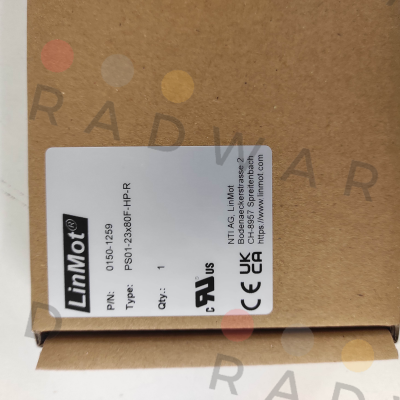 LinMot®
P/N: 0150-1259
Type: PS01-23x80F-HP-R
Qty.: 1
c UL US
CE UK CA
NTI AG, LinMot
Bodenaeckerstrasse 2
CH-8957 Spreitenbach
https://www.linmot.com
RADWAR
RADWAR